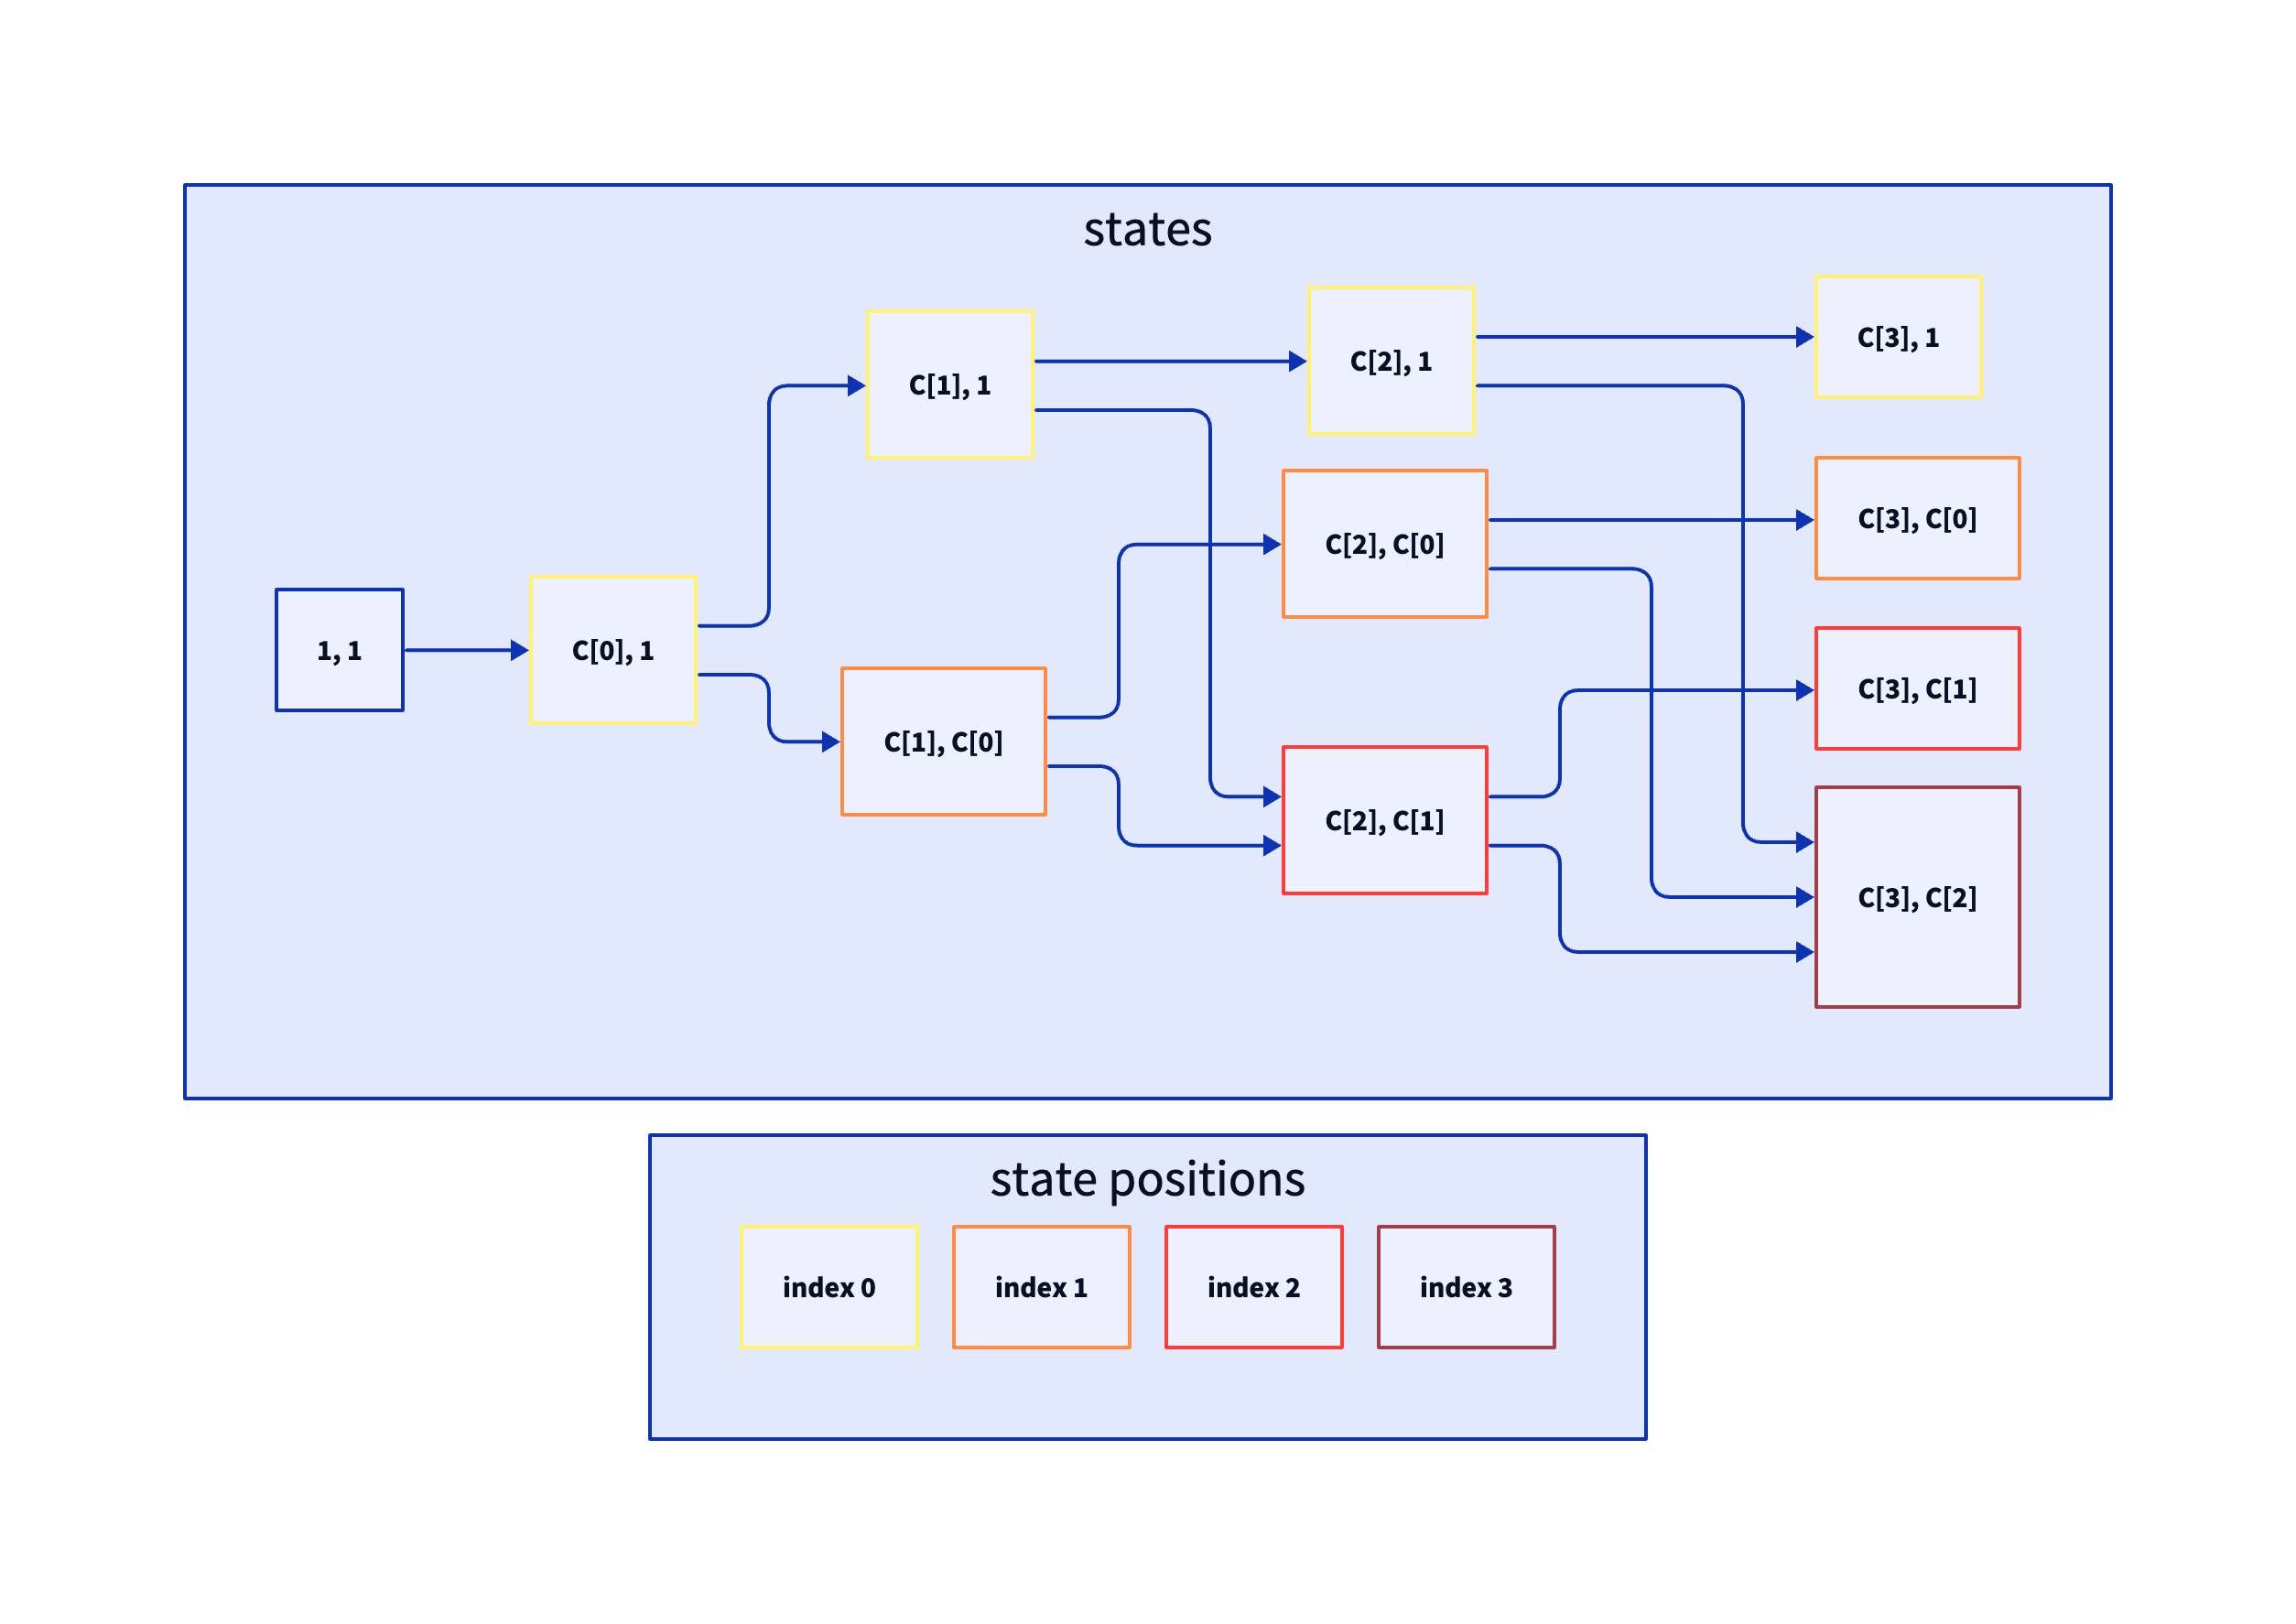 states
1, 1
C[0], 1
C[1], 1
C[1], C[0]
C[2], 1
C[2], C[0]
C[2], C[1]
C[3], 1
C[3], C[0]
C[3], C[1]
C[3], C[2]
state positions
index 0
index 1
index 2
index 3